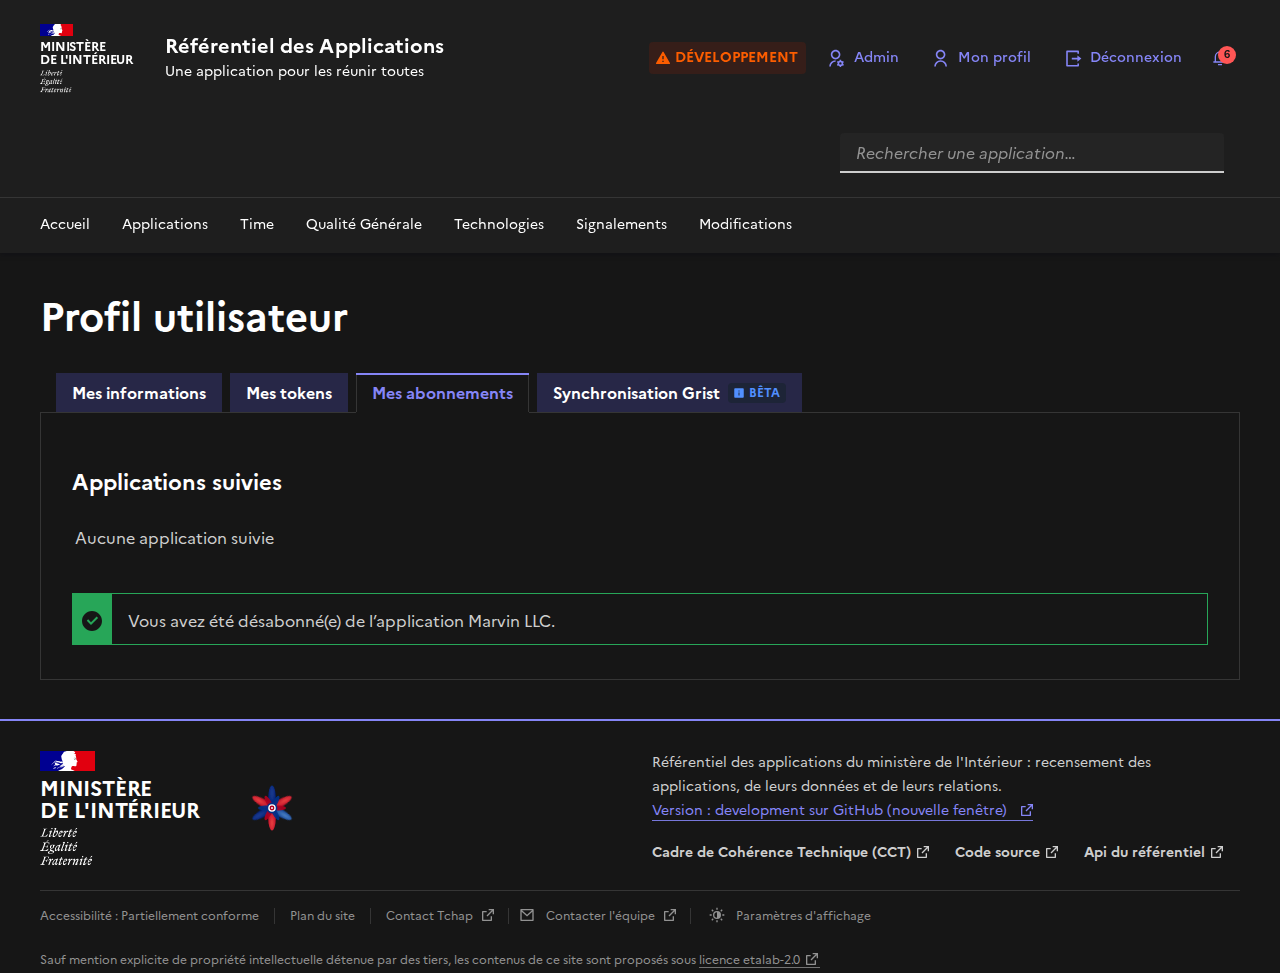 MINISTÈRE
DE L'INTÉRIEUR
Liberté
Égalité
Fraternité
Référentiel des Applications
Une application pour les réunir toutes
DÉVELOPPEMENT
Admin
Mon profil
Déconnexion
6
Rechercher une application…
Accueil
Applications
Time
Qualité Générale
Technologies
Signalements
Modifications
Profil utilisateur
Mes informations
Mes tokens
Mes abonnements
Synchronisation Grist
BÊTA
Applications suivies
Aucune application suivie
Vous avez été désabonné(e) de l’application Marvin LLC.
MINISTÈRE
DE L'INTÉRIEUR
Liberté
Égalité
Fraternité
Référentiel des applications du ministère de l'Intérieur : recensement des
applications, de leurs données et de leurs relations.
Version : development sur GitHub (nouvelle fenêtre)
Cadre de Cohérence Technique (CCT)
Code source
Api du référentiel
Accessibilité : Partiellement conforme
Plan du site
Contact Tchap
Contacter l'équipe
Paramètres d'affichage
Sauf mention explicite de propriété intellectuelle détenue par des tiers, les contenus de ce site sont proposés sous licence etalab-2.0